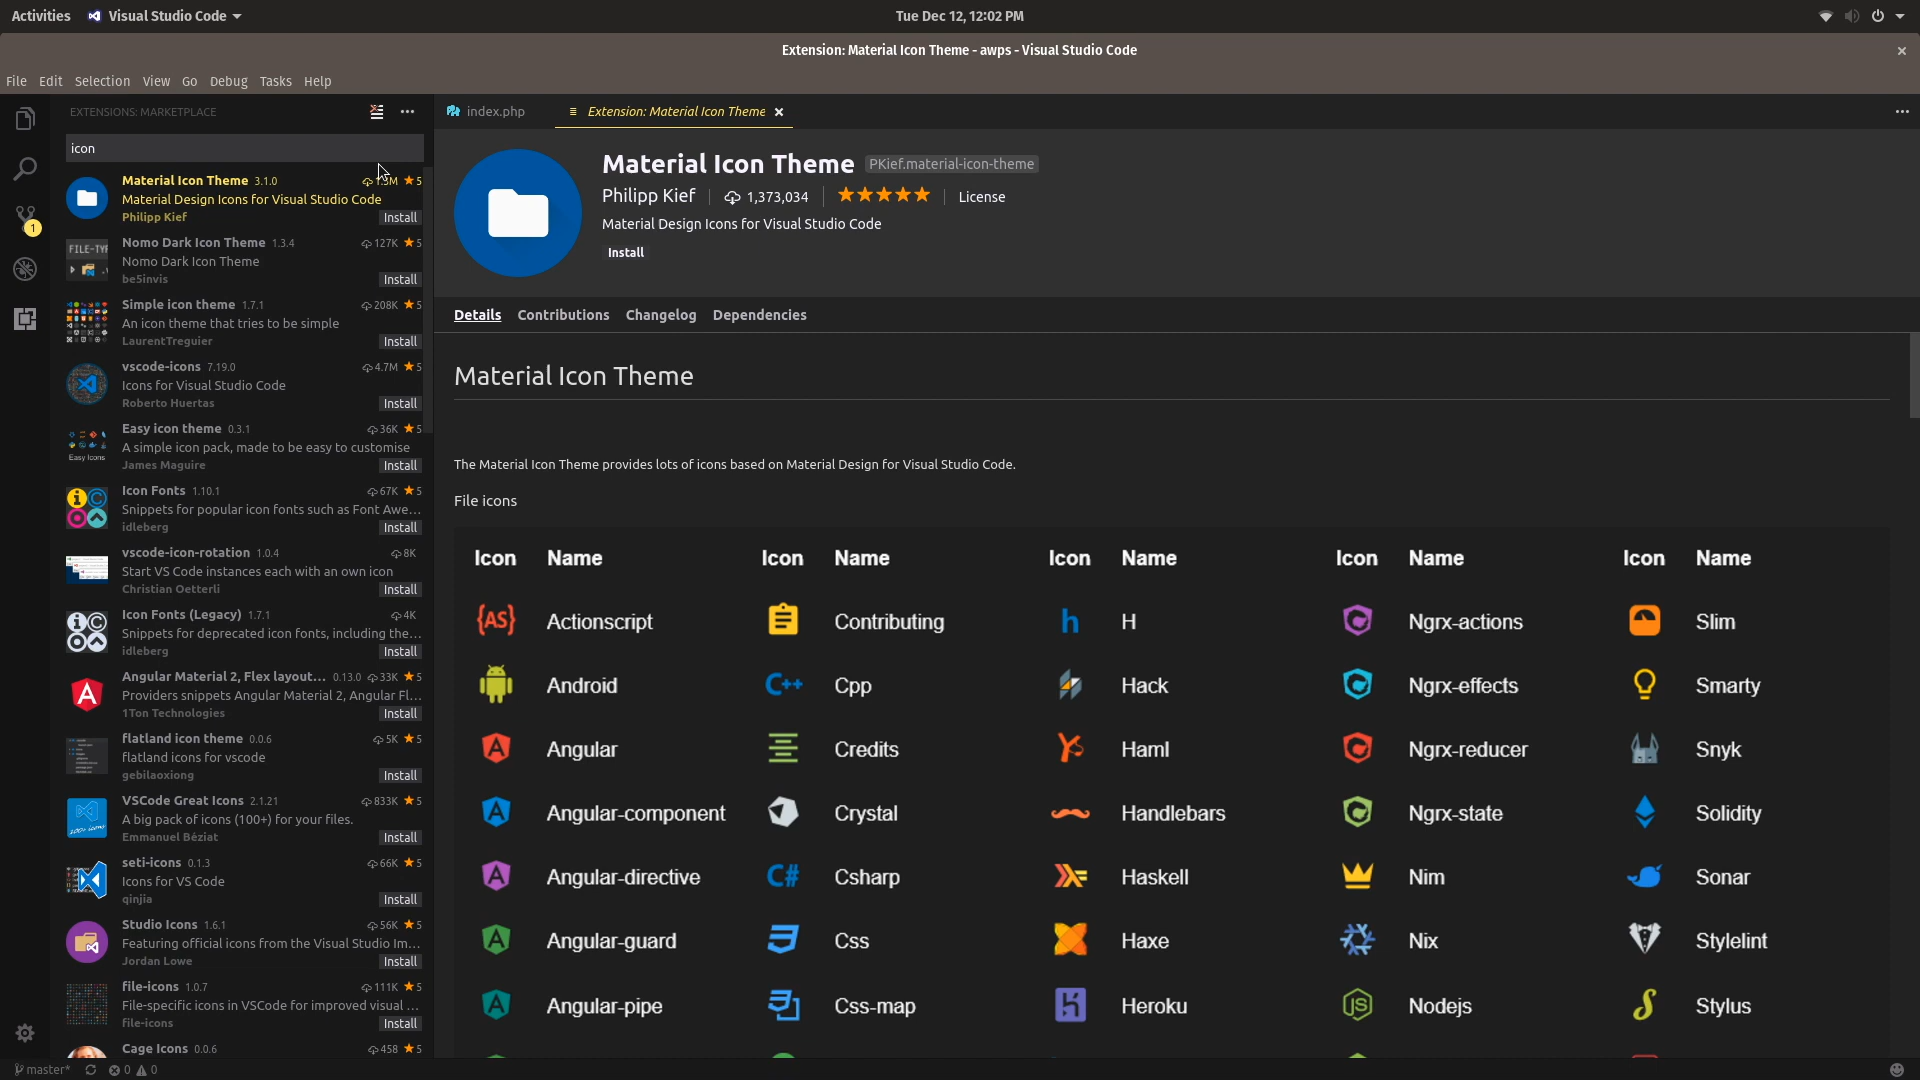 Activities Visual Studio Code Tue Dec 12, 12:02 PM
Extension: Material Icon Theme - awps - Visual Studio Code
File Edit Selection View Go Debug Tasks Help
EXTENSIONS: MARKETPLACE
icon
Material Icon Theme 3.1.0 5
Material Design Icons for Visual Studio Code
Philipp Kief Install
Nomo Dark Icon Theme 1.3.4 127K 5
Nomo Dark Icon Theme
be5invis Install
Simple icon theme 1.7.1 208K 5
An icon theme that tries to be simple
LaurentTreguier Install
vscode-icons 7.19.0 4.7M 5
Icons for Visual Studio Code
Roberto Huertas Install
Easy icon theme 0.3.1 36K 5
A simple icon pack, made to be easy to customise
James Maguire Install
Easy Icons
Icon Fonts 1.10.1 67K 5
Snippets for popular icon fonts such as Font Awe...
idleberg Install
vscode-icon-rotation 1.0.4 8K
Start VS Code instances each with an own icon
Christian Oetterli Install
Icon Fonts (Legacy) 1.7.1 4K
Snippets for deprecated icon fonts, including the...
idleberg Install
Angular Material 2, Flex layout... 0.13.0 33K 5
Providers snippets Angular Material 2, Angular Fl...
1Ton Technologies Install
flatland icon theme 0.0.6 5K 5
flatland icons for vscode
gebilaoxiong Install
VSCode Great Icons 2.1.21 833K 5
A big pack of icons (100+) for your files.
Emmanuel Béziat Install
100+ icons
seti-icons 0.1.3 66K 5
Icons for VS Code
qinjia Install
Studio Icons 1.6.1 56K 5
Featuring official icons from the Visual Studio Im...
Jordan Lowe Install
file-icons 1.0.7 111K 5
File-specific icons in VSCode for improved visual ...
file-icons Install
Cage Icons 0.0.6 458 5
1
master* 0 0
index.php Extension: Material Icon Theme
Material Icon Theme PKief.material-icon-theme
Philipp Kief 1,373,034 License
Material Design Icons for Visual Studio Code
Install
Details Contributions Changelog Dependencies
Material Icon Theme
The Material Icon Theme provides lots of icons based on Material Design for Visual Studio Code.
File icons
Icon Name Icon Name Icon Name Icon Name Icon Name
{AS} Actionscript Contributing h H Ngrx-actions Slim
Android C++ Cpp Hack Ngrx-effects Smarty
Angular Credits Haml Ngrx-reducer Snyk
Angular-component Crystal Handlebars Ngrx-state Solidity
Angular-directive C# Csharp Haskell Nim Sonar
Angular-guard Css Haxe Nix Stylelint
Angular-pipe Css-map Heroku Nodejs Stylus